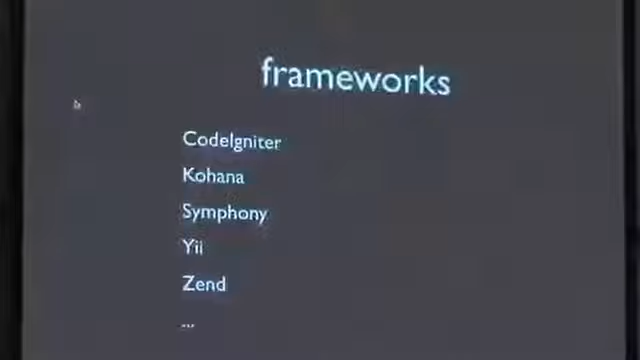 frameworks
CodeIgniter
Kohana
Symphony
Yii
Zend
...